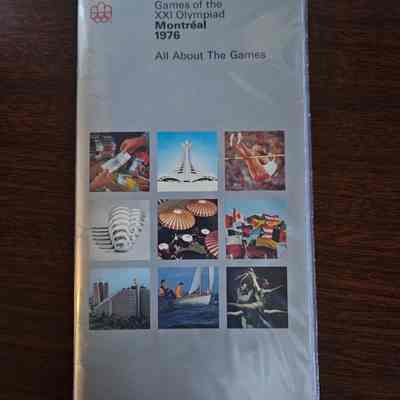 Games of the
XXI Olympiad
Montréal
1976
All About The Games